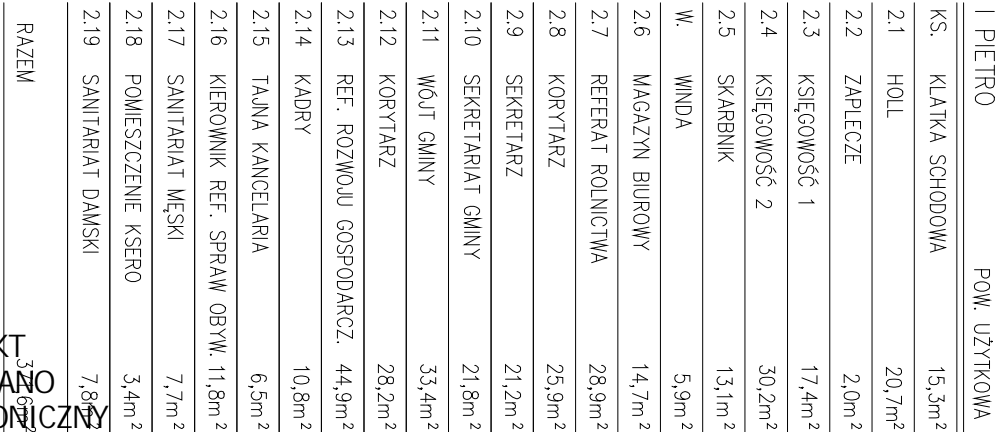 I PIETRO POW. UŻYTKOWA
KS. KLATKA SCHODOWA 15,3m²
2.1 HOLL 20,7m²
2.2 ZAPLECZE 2,0m²
2.3 KSIĘGOWOŚĆ 1 17,4m²
2.4 KSIĘGOWOŚĆ 2 30,2m²
2.5 SKARBNIK 13,1m²
W. WINDA 5,9m²
2.6 MAGAZYN BIUROWY 14,7m²
2.7 REFERAT ROLNICTWA 28,9m²
2.8 KORYTARZ 25,9m²
2.9 SEKRETARZ 21,2m²
2.10 SEKRETARIAT GMINY 21,8m²
2.11 WÓJT GMINY 33,4m²
2.12 KORYTARZ 28,2m²
2.13 REF. ROZWOJU GOSPODARCZ. 44,9m²
2.14 KADRY 10,8m²
2.15 TAJNA KANCELARIA 6,5m²
2.16 KIEROWNIK REF. SPRAW OBYW. 11,8m²
2.17 SANITARIAT MĘSKI 7,7m²
2.18 POMIESZCZENIE KSERO 3,4m²
2.19 SANITARIAT DAMSKI 7,8m²
RAZEM
KT
ANO
ONICZNY